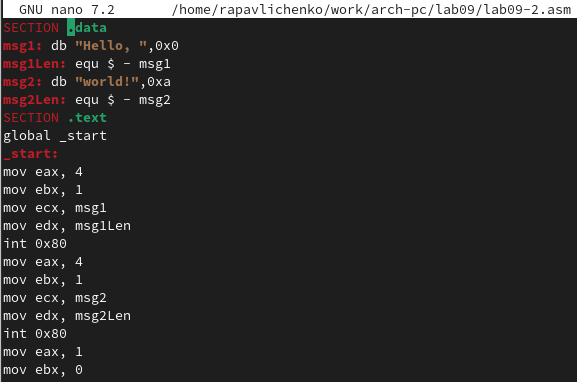 GNU nano 7.2 /home/rapavlichenko/work/arch-pc/lab09/lab09-2.asm
SECTION .data
msg1: db "Hello, ",0x0
msg1Len: equ $ - msg1
msg2: db "world!",0xa
msg2Len: equ $ - msg2
SECTION .text
global _start
_start:
mov eax, 4
mov ebx, 1
mov ecx, msg1
mov edx, msg1Len
int 0x80
mov eax, 4
mov ebx, 1
mov ecx, msg2
mov edx, msg2Len
int 0x80
mov eax, 1
mov ebx, 0